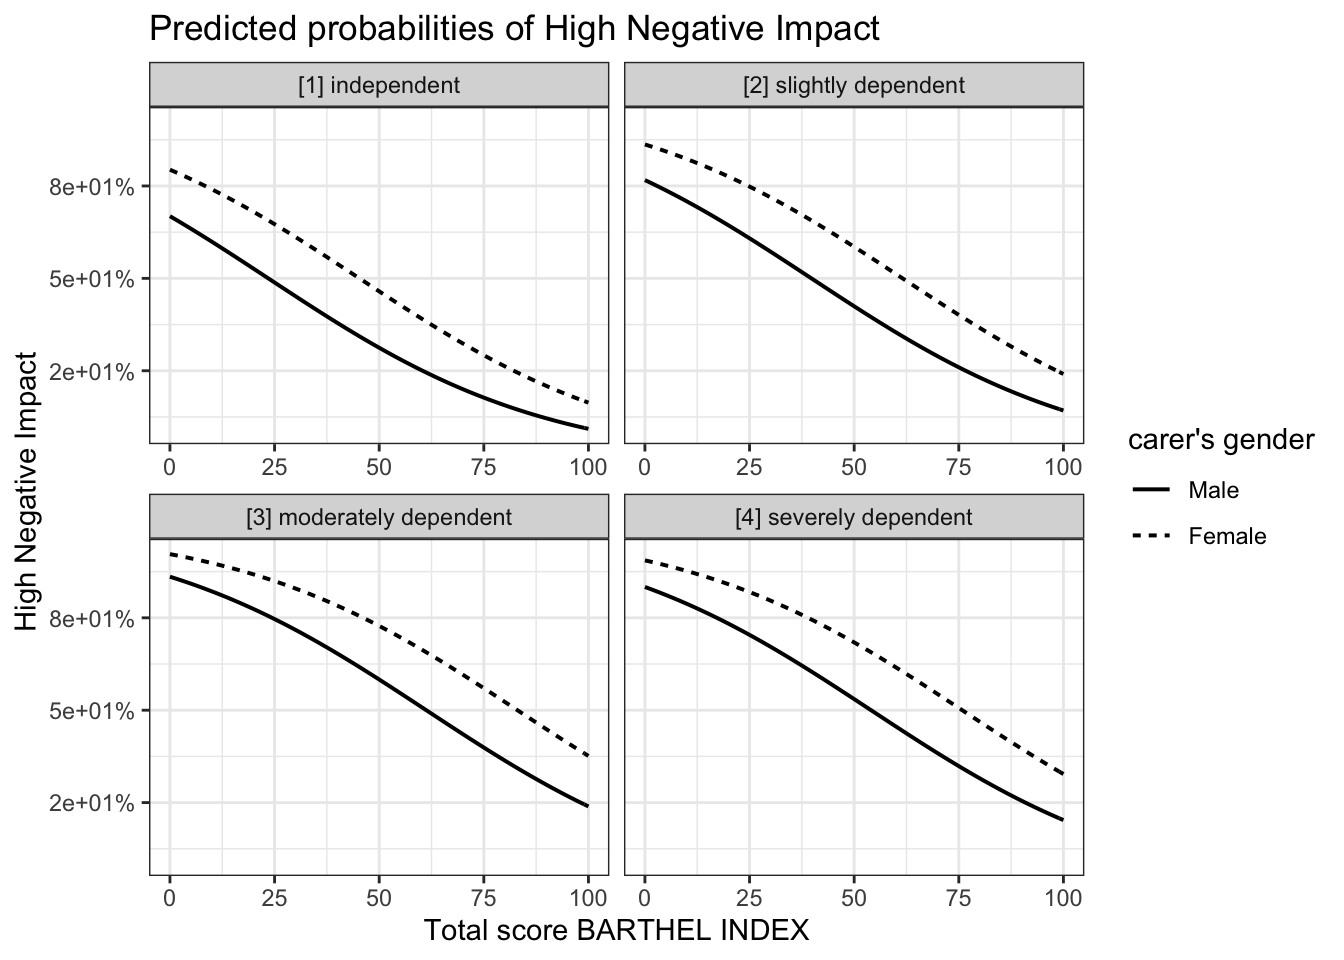 Predicted probabilities of High Negative Impact
[1] independent
[2] slightly dependent
8e+01%
5e+01%
2e+01%
0 25 50 75 100
0 25 50 75 100
[3] moderately dependent
[4] severely dependent
8e+01%
5e+01%
2e+01%
0 25 50 75 100
0 25 50 75 100
High Negative Impact
Total score BARTHEL INDEX
carer's gender
Male
Female